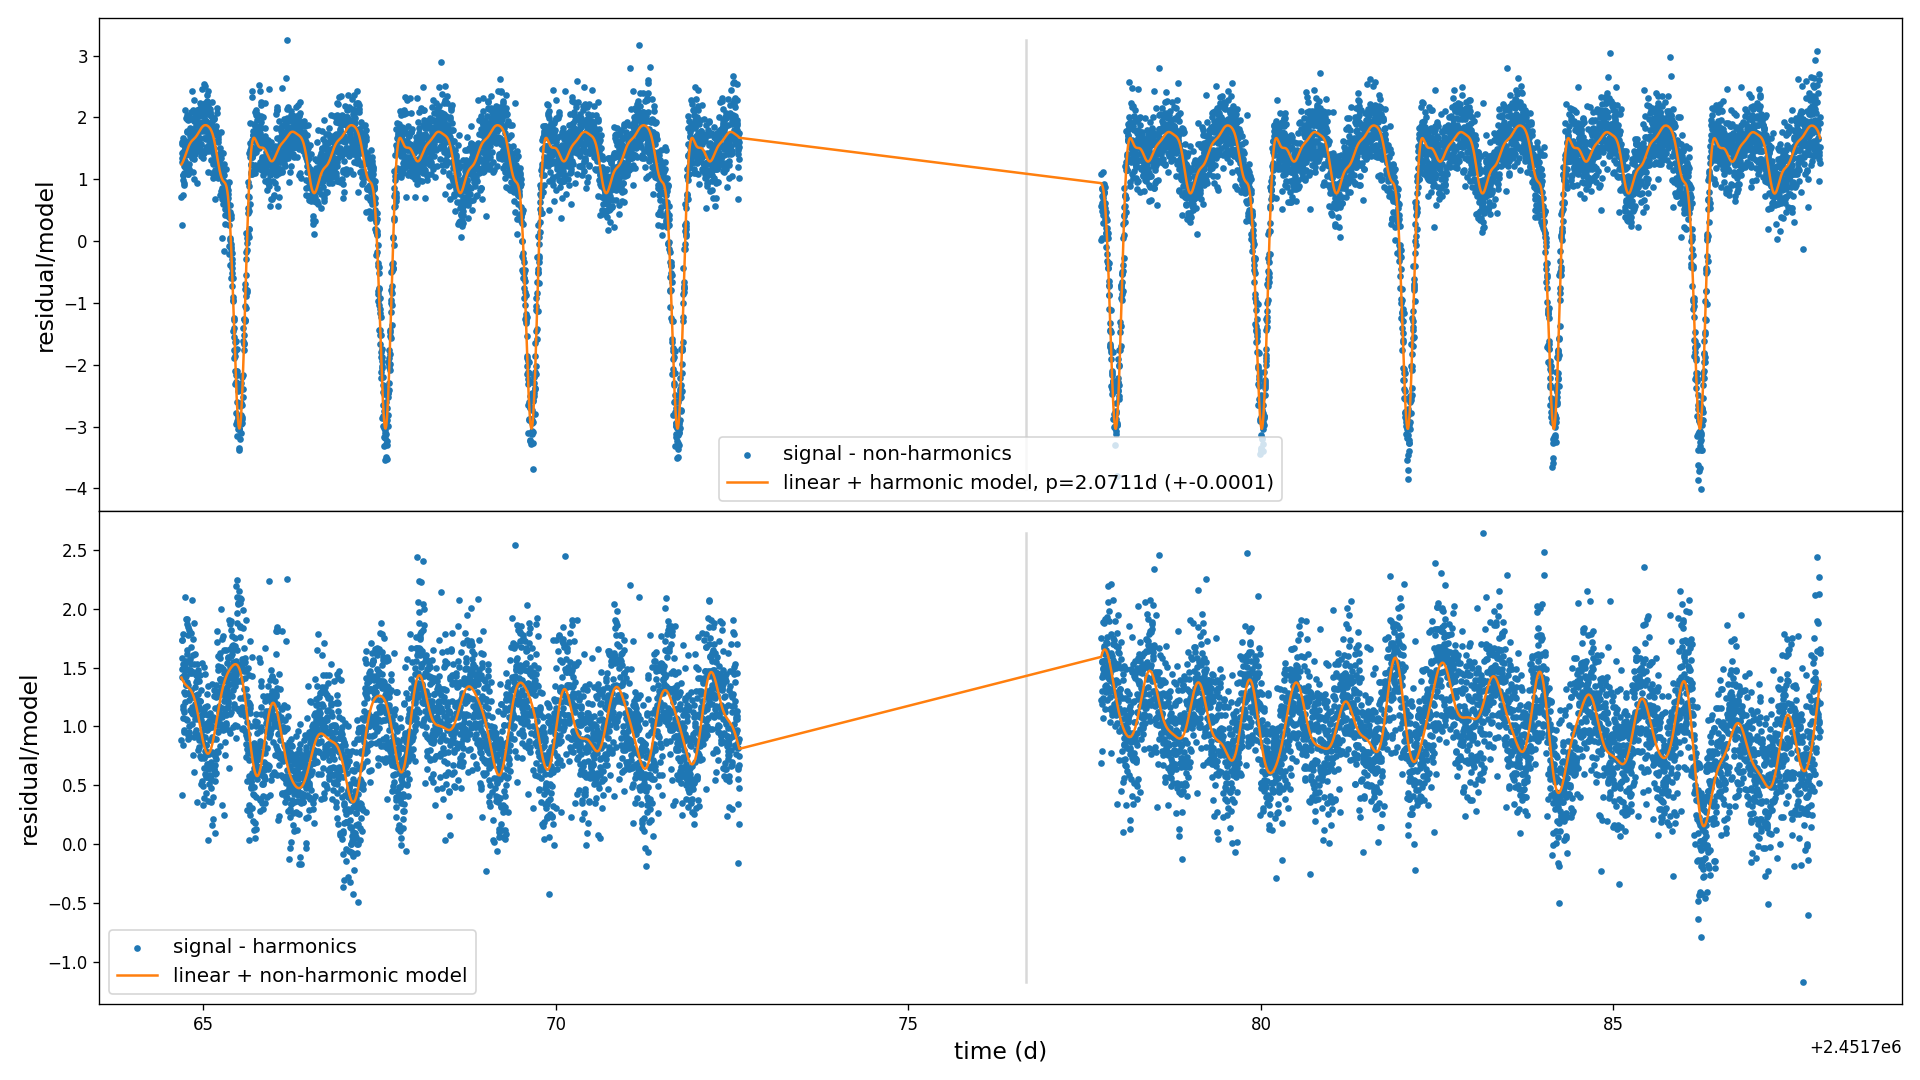 3
2
1
0
−1
−2
−3
−4
residual/model
signal - non-harmonics
linear + harmonic model, p=2.0711d (+-0.0001)
2.5
2.0
1.5
1.0
0.5
0.0
−0.5
−1.0
residual/model
signal - harmonics
linear + non-harmonic model
65
70
75
80
85
time (d)
+2.4517e6